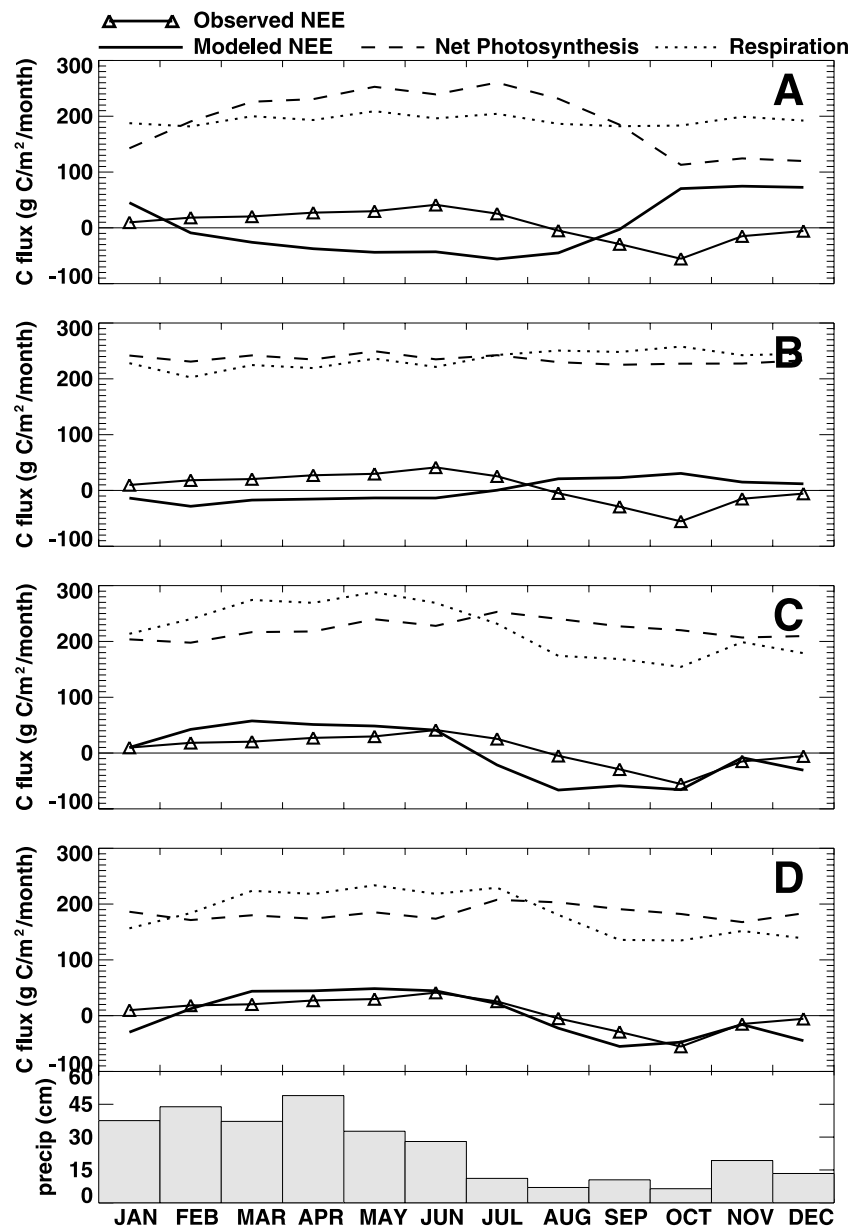 Observed NEE
Modeled NEE Net Photosynthesis Respiration
300
200
100
0
-100
C flux (g C/m²/month)
A
300
200
100
0
-100
C flux (g C/m²/month)
B
300
200
100
0
-100
C flux (g C/m²/month)
C
300
200
100
0
-100
C flux (g C/m²/month)
D
60
45
30
15
0
precip (cm)
JAN FEB MAR APR MAY JUN JUL AUG SEP OCT NOV DEC